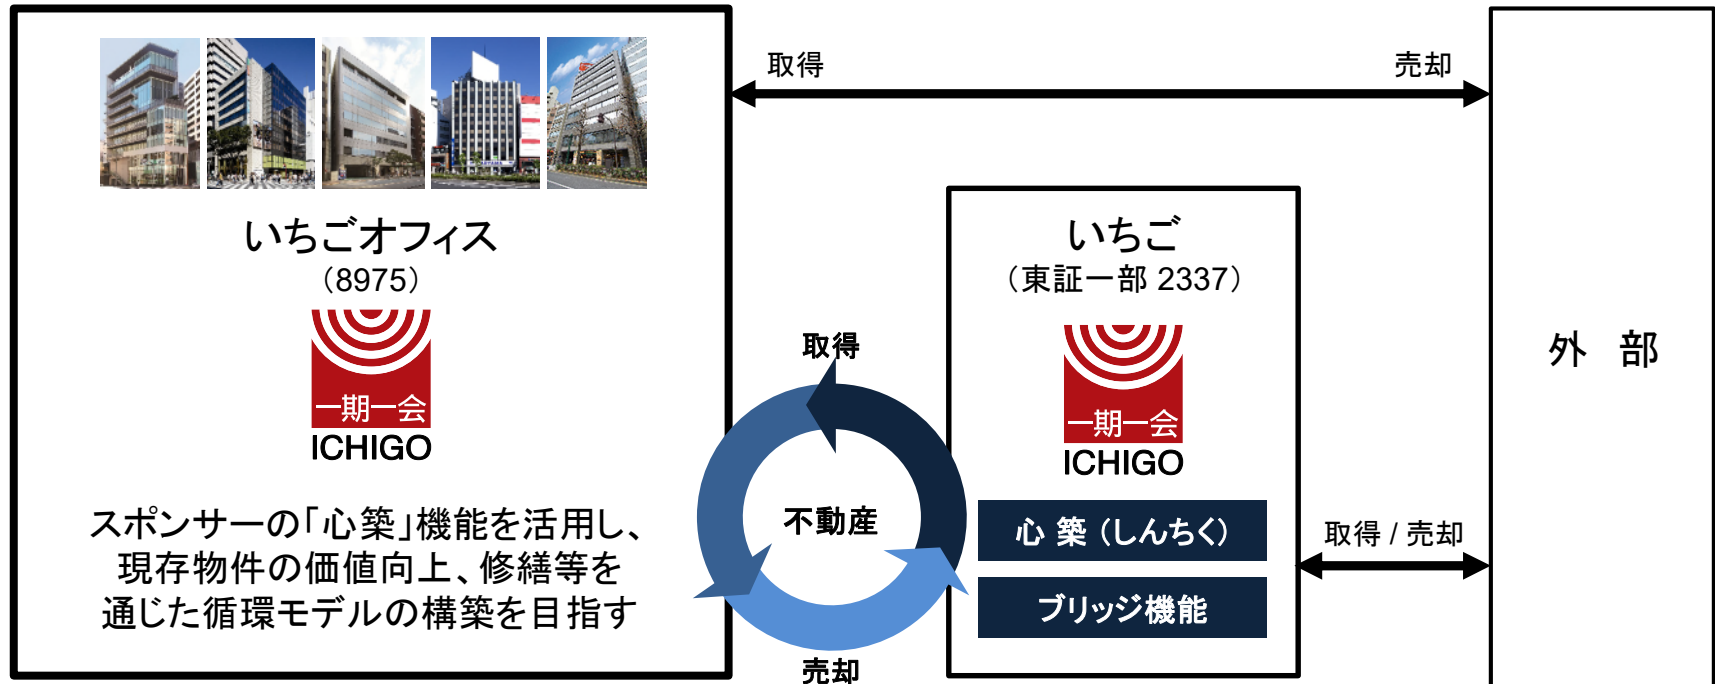 取得
売却
いちごオフィス
（8975）
一期一会
ICHIGO
スポンサーの「心築」機能を活用し、
現存物件の価値向上、修繕等を
通じた循環モデルの構築を目指す
取得
不動産
売却
いちご
（東証一部 2337）
一期一会
ICHIGO
心 築 （しんちく）
ブリッジ機能
取得 / 売却
外 部